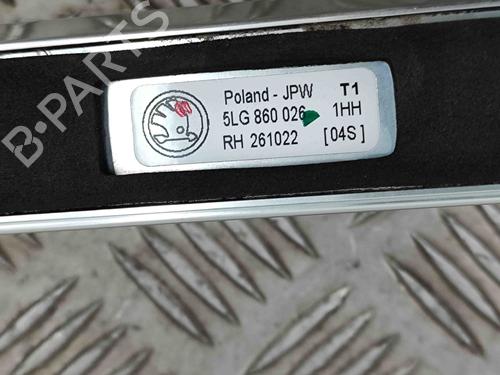 B-PARTS
Poland - JPW T1
5LG 860 026 1HH
RH 261022 [04S]